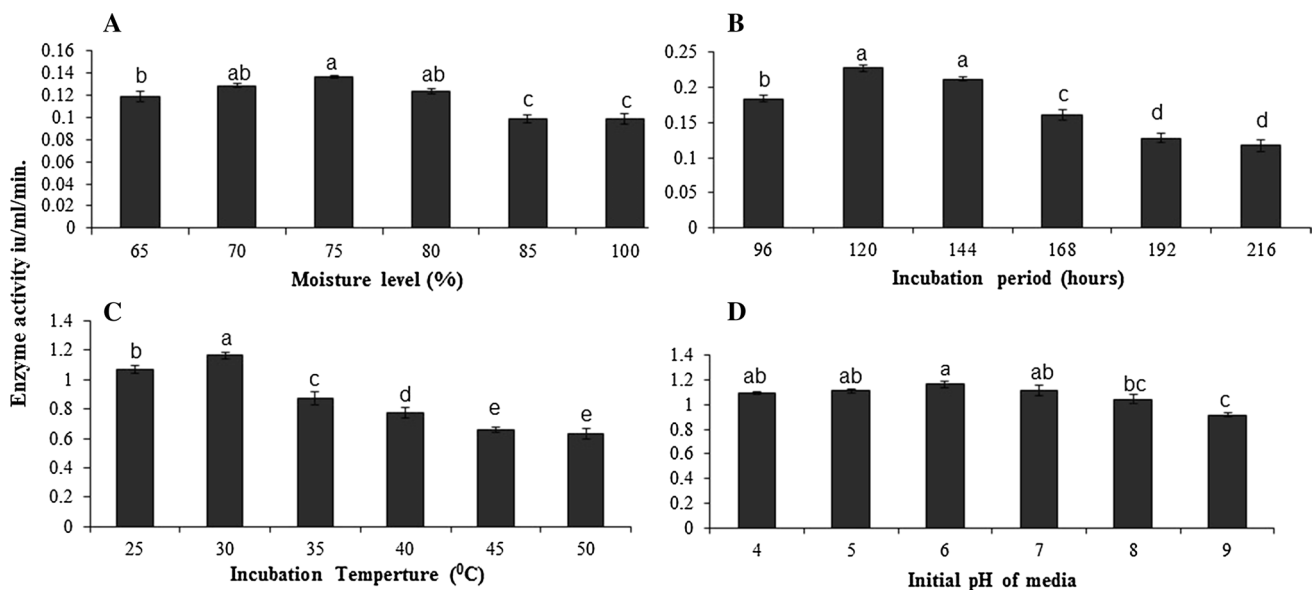 A
Enzyme activity iu/ml/min.
0.16
0.14
0.12
0.1
0.08
0.06
0.04
0.02
0
b
ab
a
ab
c
c
65 70 75 80 85 100
Moisture level (%)
B
0.25
0.2
0.15
0.1
0.05
0
b
a
a
c
d
d
96 120 144 168 192 216
Incubation period (hours)
C
1.4
1.2
1
0.8
0.6
0.4
0.2
0
b
a
c
d
e
e
25 30 35 40 45 50
Incubation Temperture (⁰C)
D
1.4
1.2
1
0.8
0.6
0.4
0.2
0
ab
ab
a
ab
bc
c
4 5 6 7 8 9
Initial pH of media